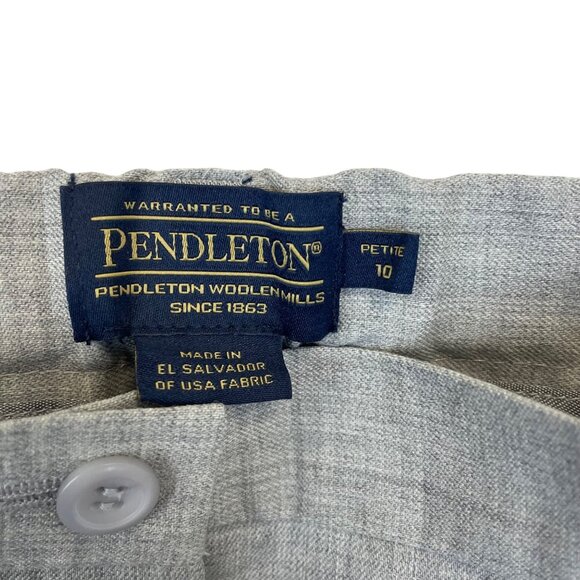 WARRANTED TO BE A
PENDLETON®
PENDLETON WOOLEN MILLS
SINCE 1863
PETITE
10
MADE IN
EL SALVADOR
OF USA FABRIC